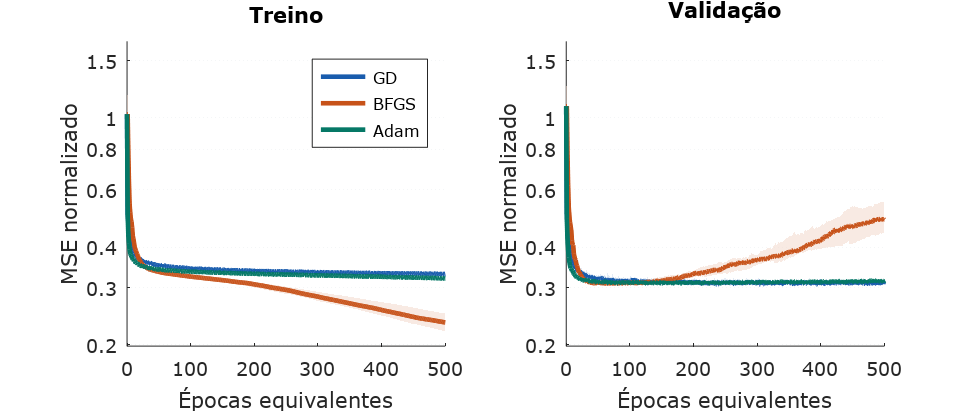 Treino
MSE normalizado
1.5
1
0.8
0.6
0.4
0.3
0.2
GD
BFGS
Adam
0 100 200 300 400 500
Épocas equivalentes
Validação
MSE normalizado
1.5
1
0.8
0.6
0.4
0.3
0.2
0 100 200 300 400 500
Épocas equivalentes